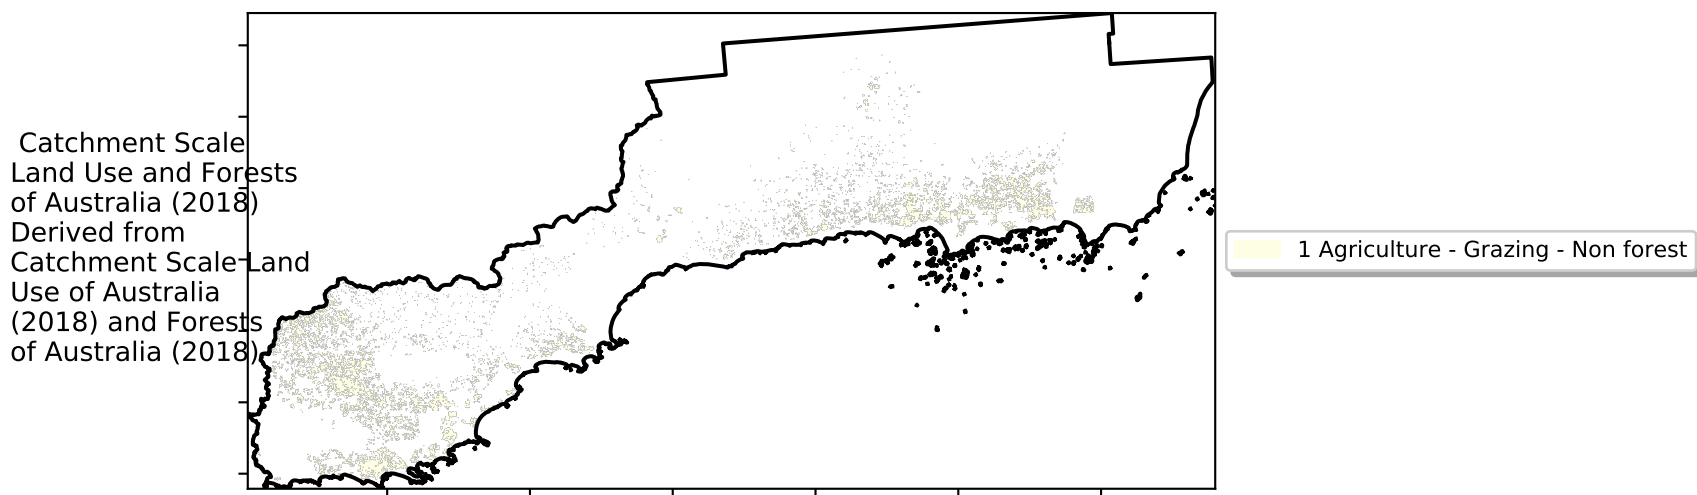 Catchment Scale
Land Use and Forests
of Australia (2018)
Derived from
Catchment Scale Land
Use of Australia
(2018) and Forests
of Australia (2018)
1 Agriculture - Grazing - Non forest